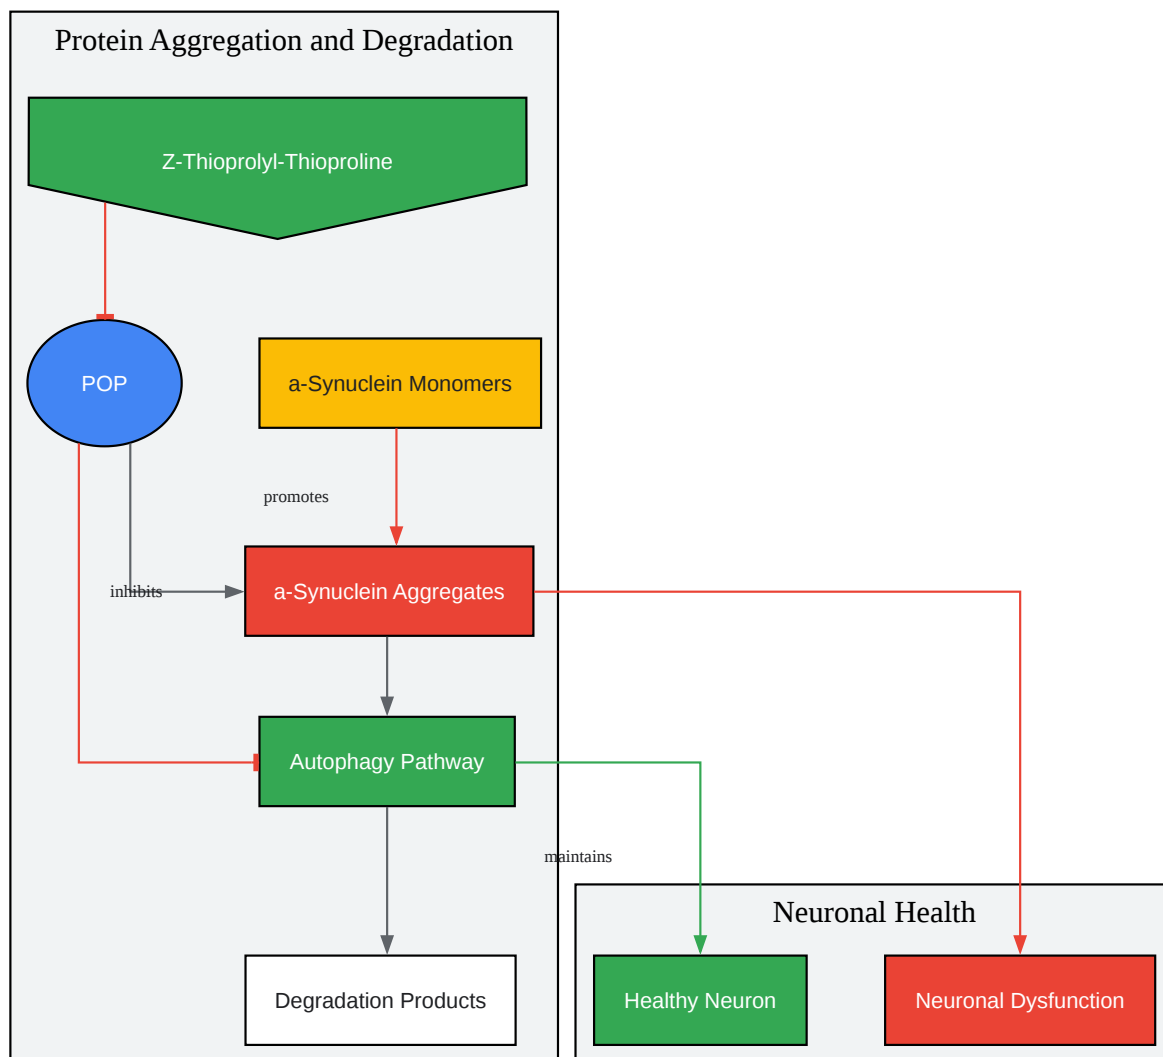 Protein Aggregation and Degradation
Z-Thioprolyl-Thioproline
POP
a-Synuclein Monomers
promotes
inhibits
a-Synuclein Aggregates
Autophagy Pathway
maintains
Neuronal Health
Degradation Products
Healthy Neuron
Neuronal Dysfunction